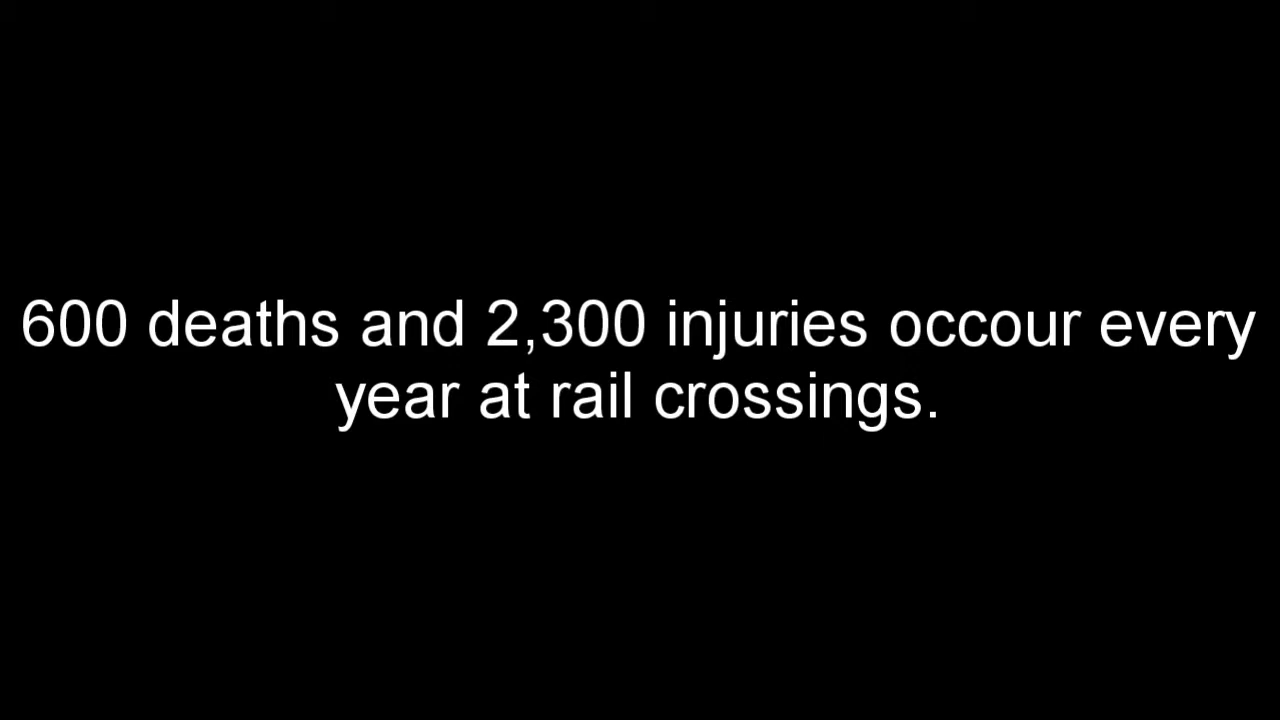 600 deaths and 2,300 injuries occour every
year at rail crossings.